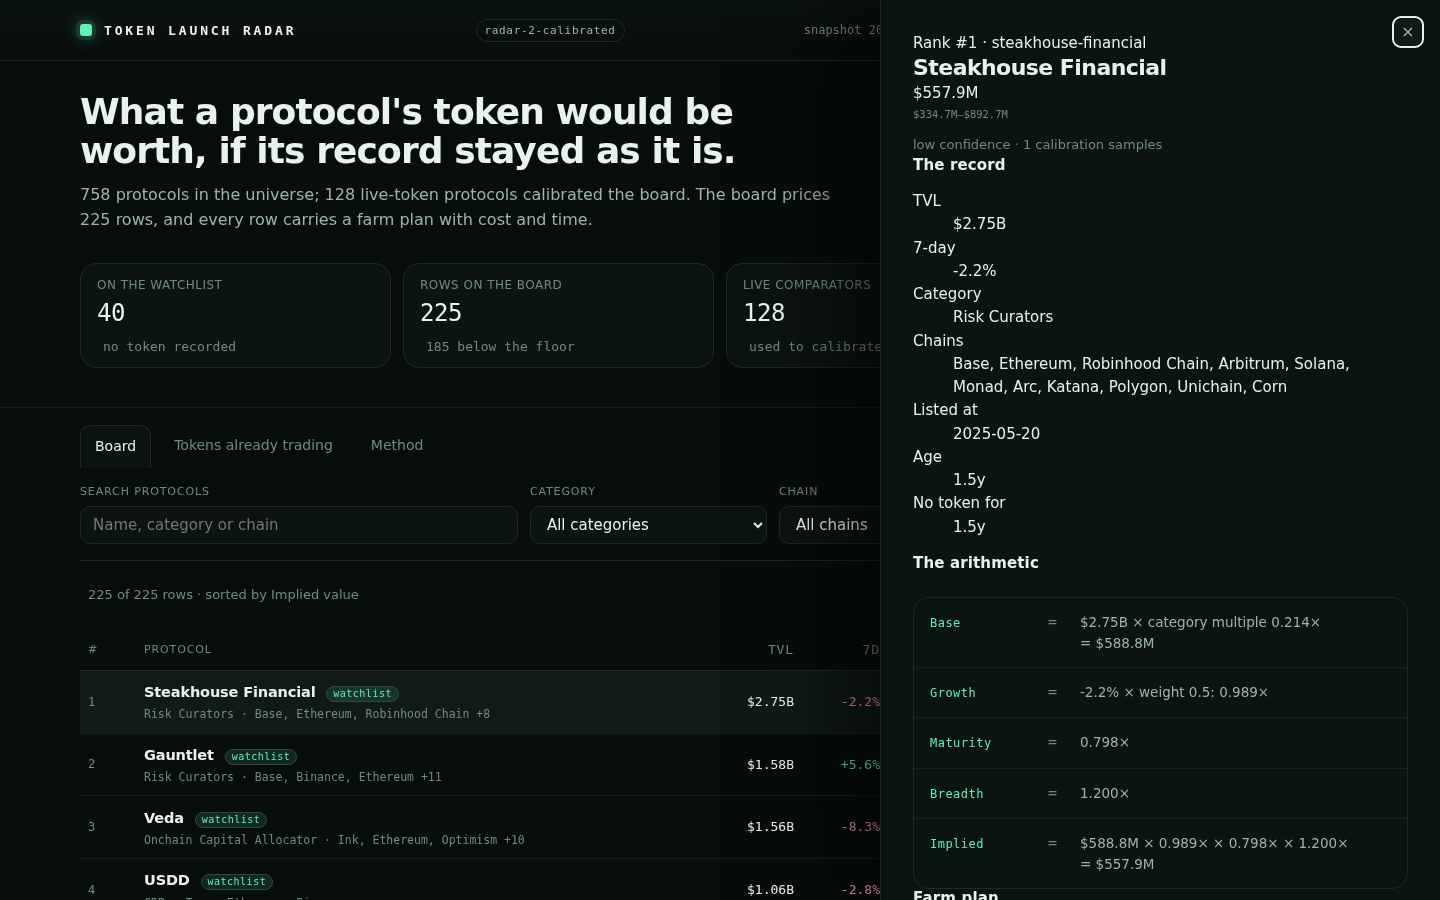 TOKEN LAUNCH RADAR
radar-2-calibrated
snapshot 20
What a protocol's token would be
worth, if its record stayed as it is.
758 protocols in the universe; 128 live-token protocols calibrated the board. The board prices
225 rows, and every row carries a farm plan with cost and time.
ON THE WATCHLIST
40
no token recorded
ROWS ON THE BOARD
225
185 below the floor
LIVE COMPARATORS
128
used to calibrate
Board
Tokens already trading
Method
SEARCH PROTOCOLS
Name, category or chain
CATEGORY
All categories
CHAIN
All chains
225 of 225 rows · sorted by Implied value
# PROTOCOL TVL 7D
1 Steakhouse Financial watchlist $2.75B -2.2%
Risk Curators · Base, Ethereum, Robinhood Chain +8
2 Gauntlet watchlist $1.58B +5.6%
Risk Curators · Base, Binance, Ethereum +11
3 Veda watchlist $1.56B -8.3%
Onchain Capital Allocator · Ink, Ethereum, Optimism +10
4 USDD watchlist $1.06B -2.8%
×
Rank #1 · steakhouse-financial
Steakhouse Financial
$557.9M
$334.7M–$892.7M
low confidence · 1 calibration samples
The record
TVL
$2.75B
7-day
-2.2%
Category
Risk Curators
Chains
Base, Ethereum, Robinhood Chain, Arbitrum, Solana,
Monad, Arc, Katana, Polygon, Unichain, Corn
Listed at
2025-05-20
Age
1.5y
No token for
1.5y
The arithmetic
Base = $2.75B × category multiple 0.214×
= $588.8M
Growth = -2.2% × weight 0.5: 0.989×
Maturity = 0.798×
Breadth = 1.200×
Implied = $588.8M × 0.989× × 0.798× × 1.200×
= $557.9M
Farm plan